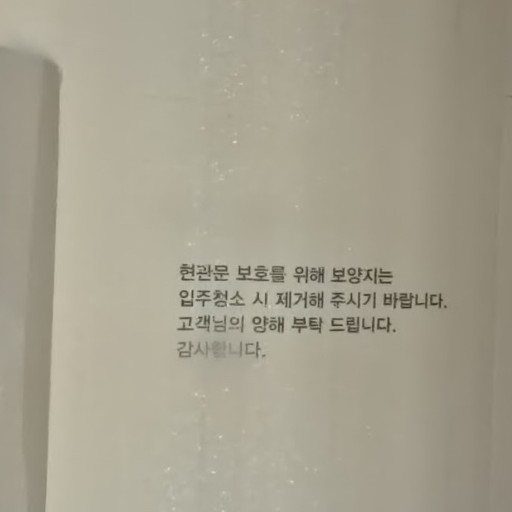 현관문 보호를 위해 보양지는
입주청소 시 제거해 주시기 바랍니다.
고객님의 양해 부탁 드립니다.
감사합니다.